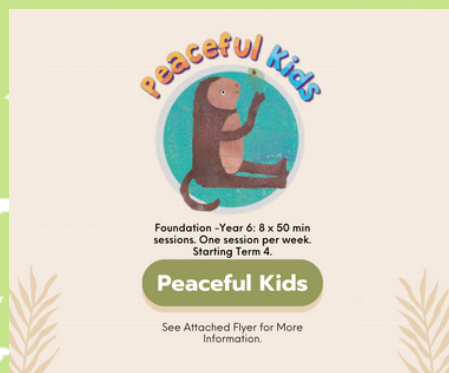 Peaceful Kids
Foundation -Year 6: 8 x 50 min
sessions. One session per week.
Starting Term 4.
Peaceful Kids
See Attached Flyer for More
Information.